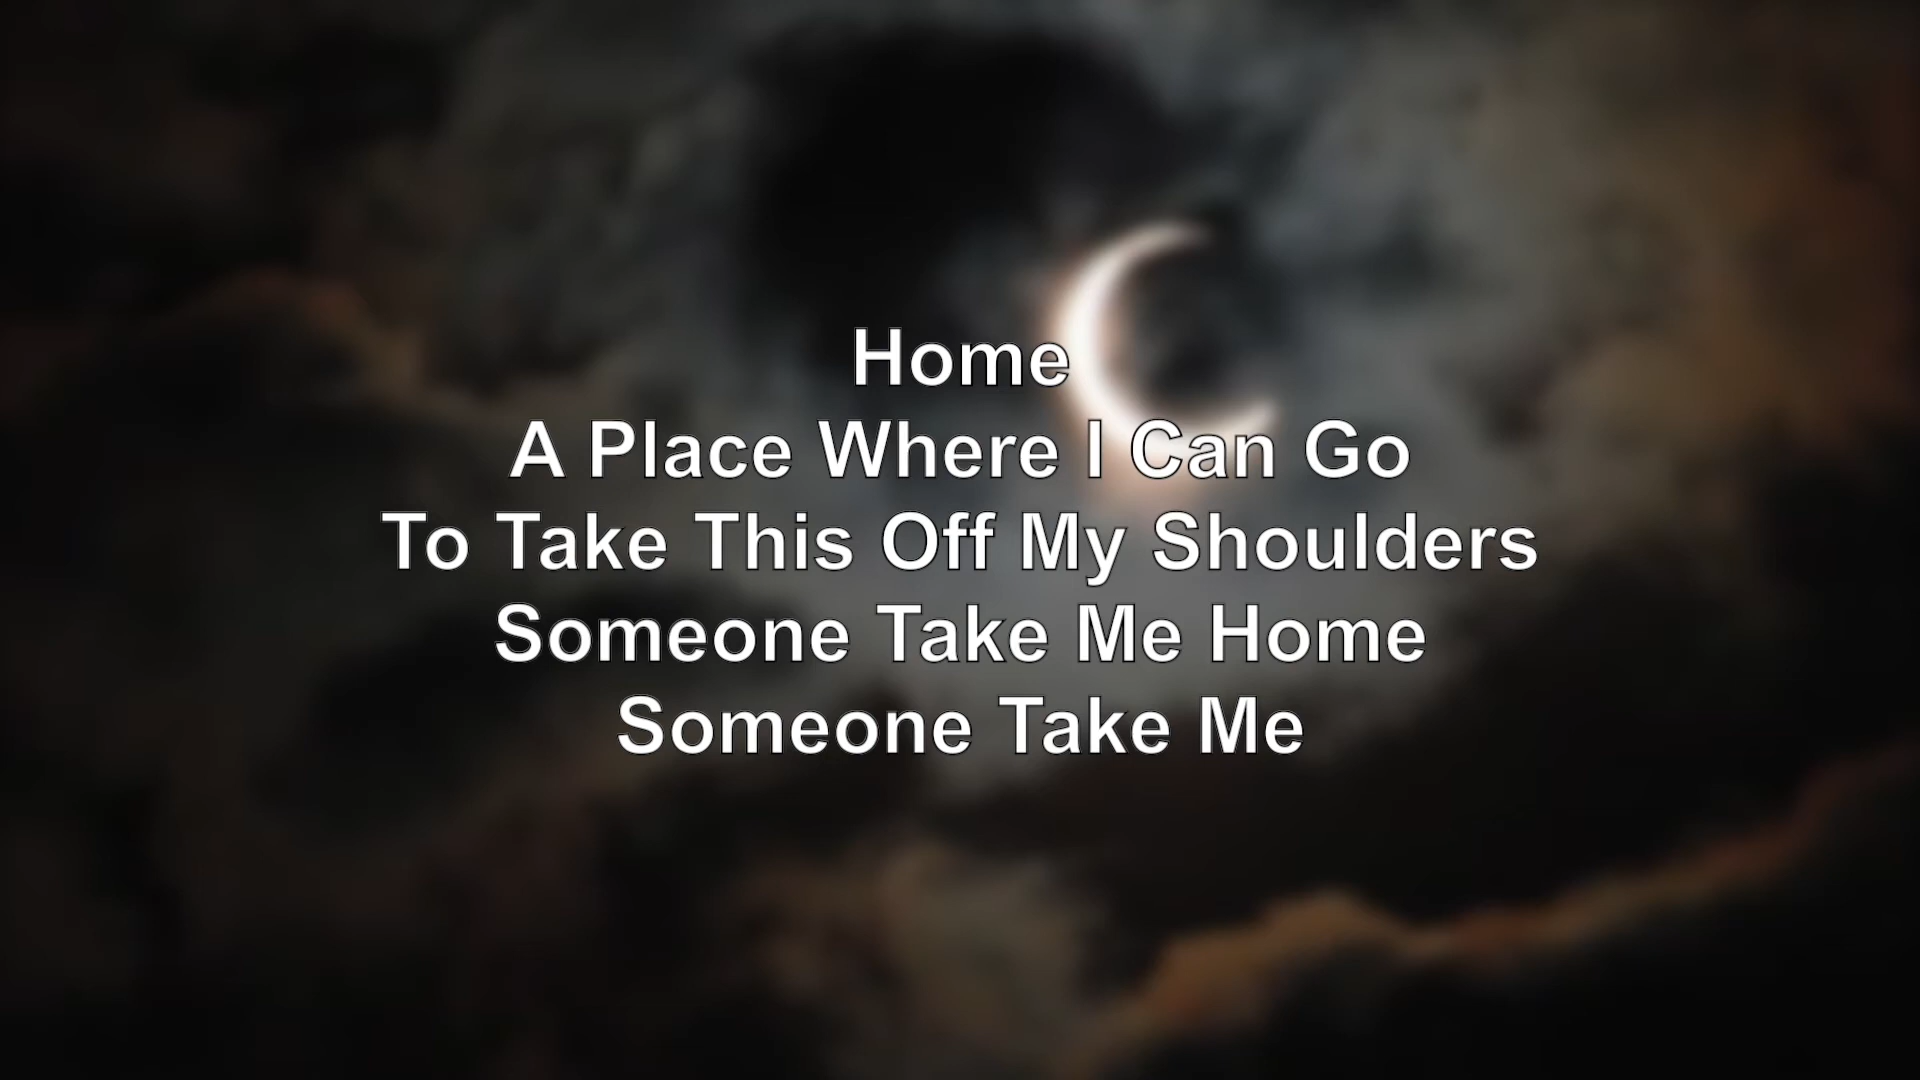 Home
A Place Where I Can Go
To Take This Off My Shoulders
Someone Take Me Home
Someone Take Me